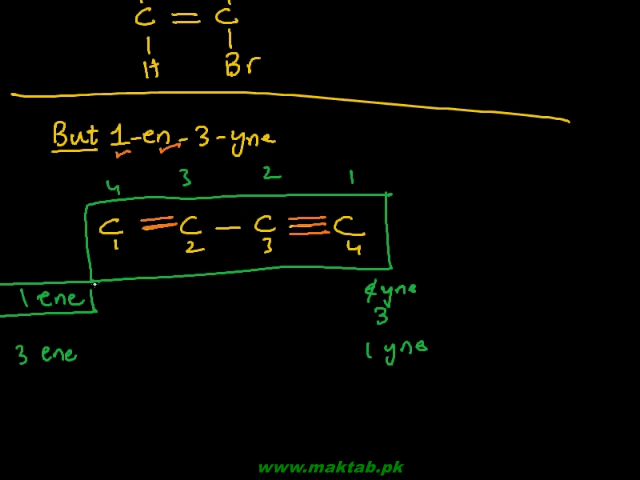 C = C
H Br
But 1-en-3-yne
4 3 2 1
C = C - C ≡ C
1 2 3 4
1 ene 4 yne
3
3 ene 1 yne
www.maktab.pk